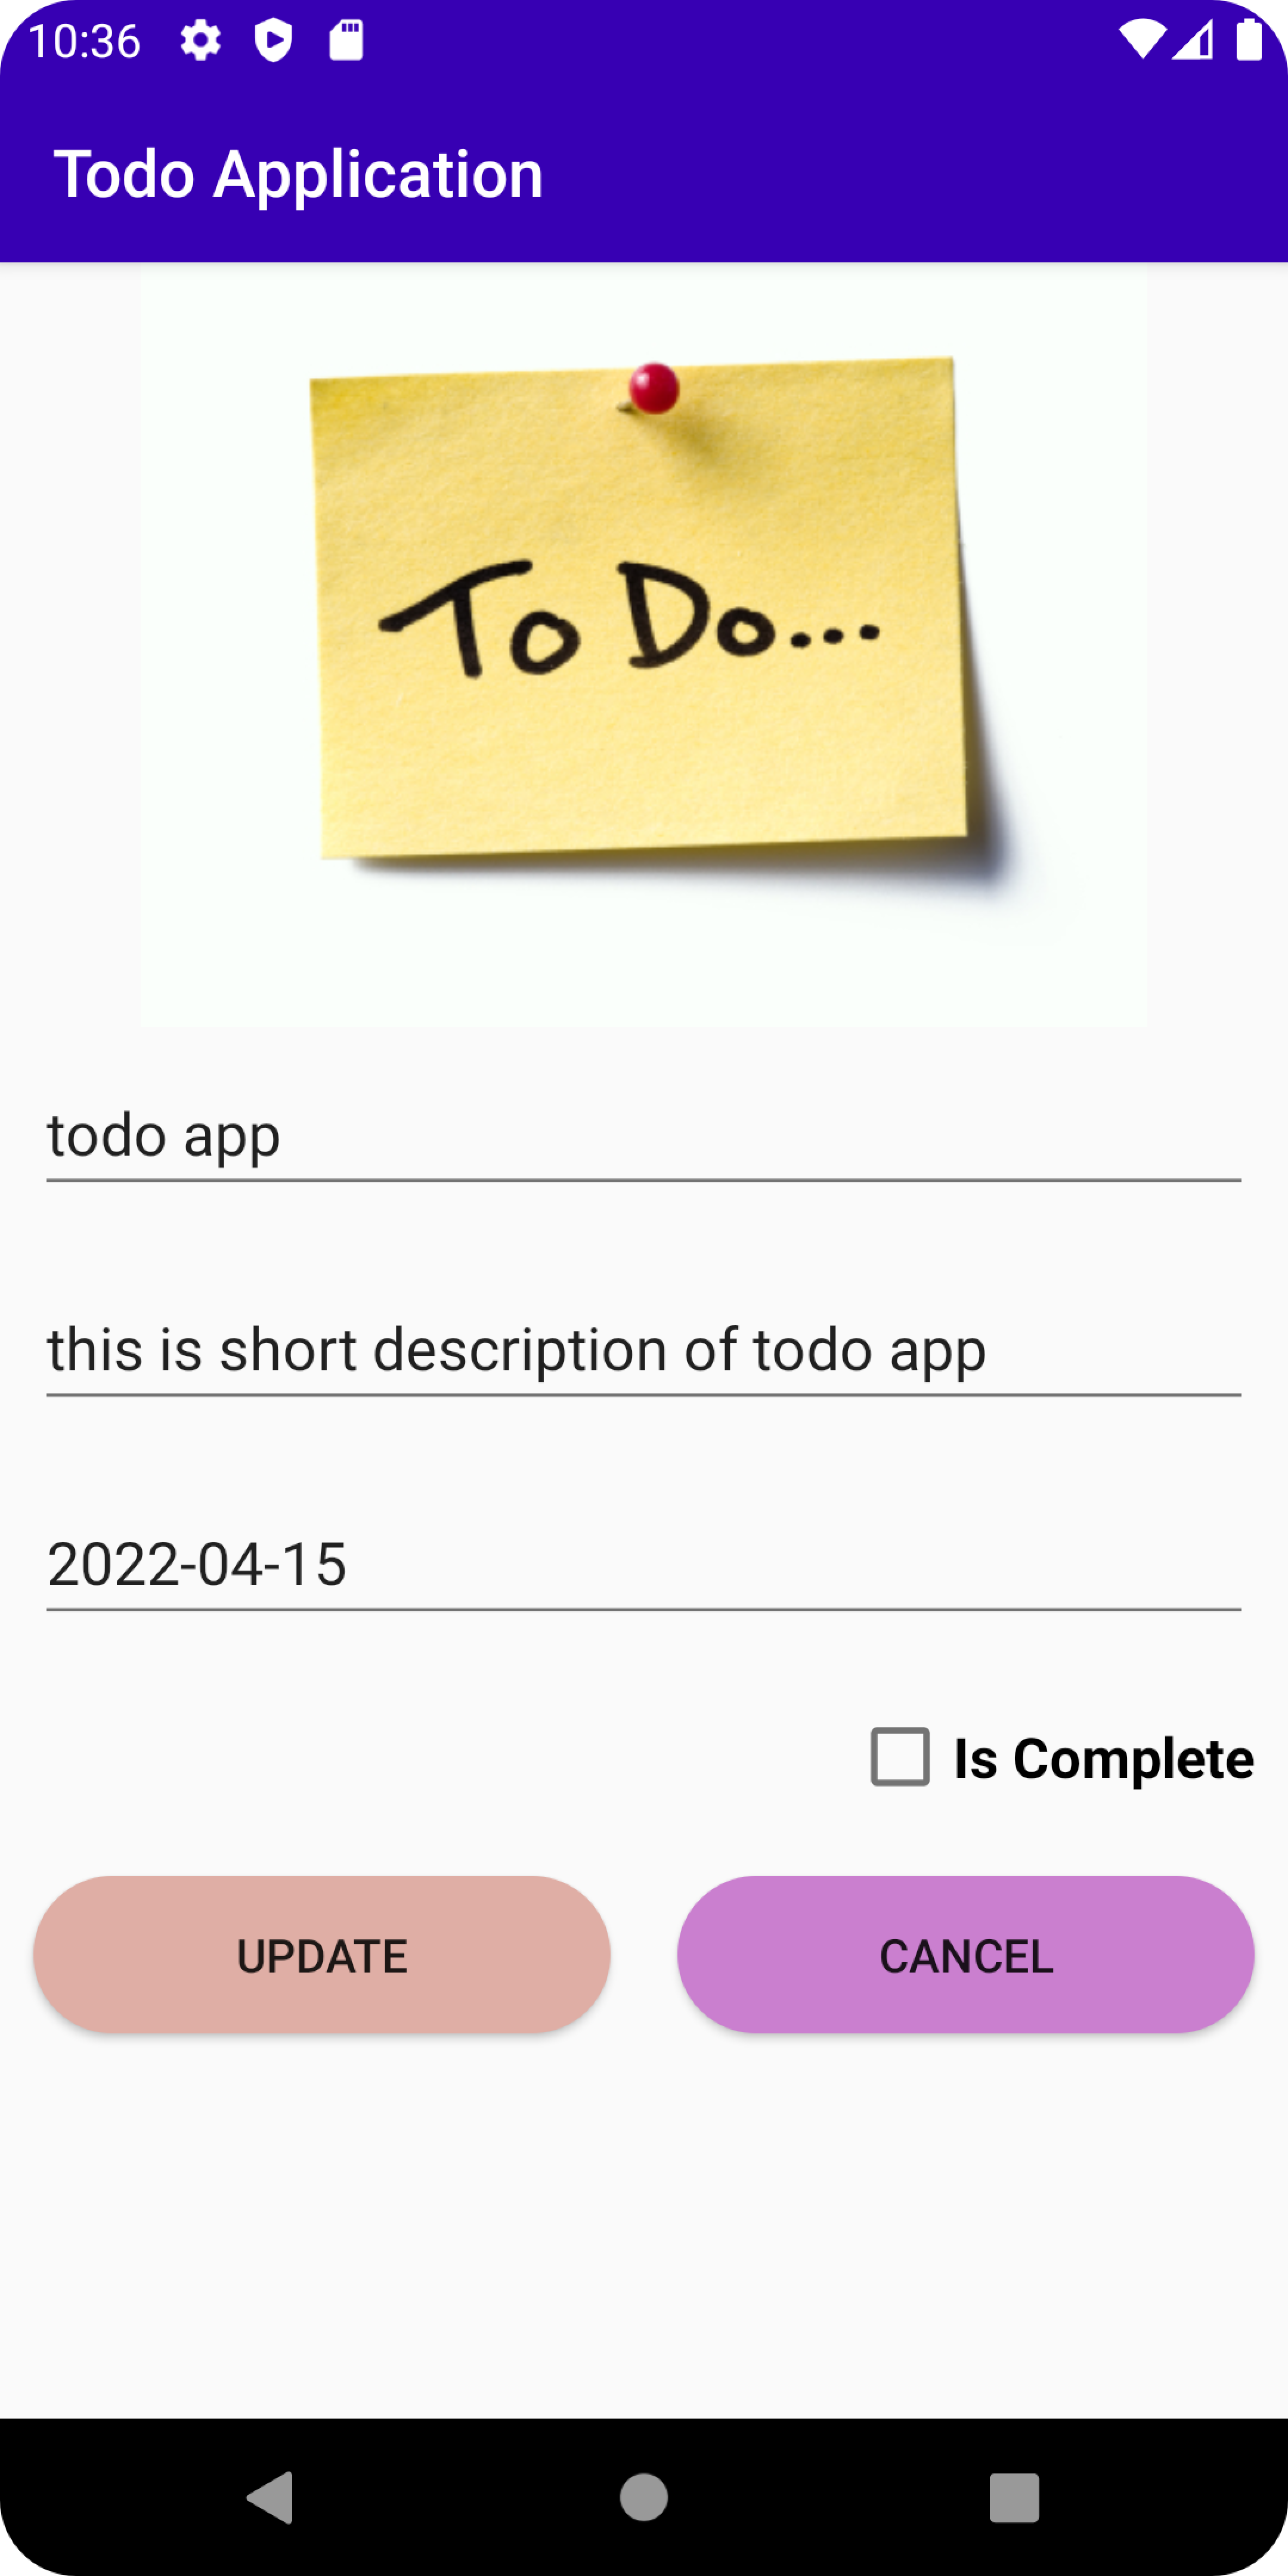 10:36
Todo Application
To Do...
todo app
this is short description of todo app
2022-04-15
Is Complete
UPDATE CANCEL